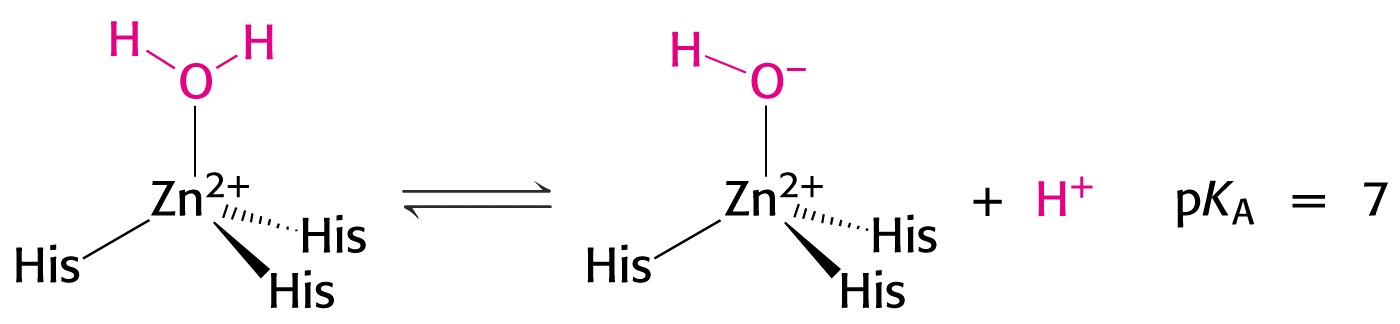 H H H
O O⁻
Zn²⁺ Zn²⁺ + H⁺ pKA = 7
His His His His
His His